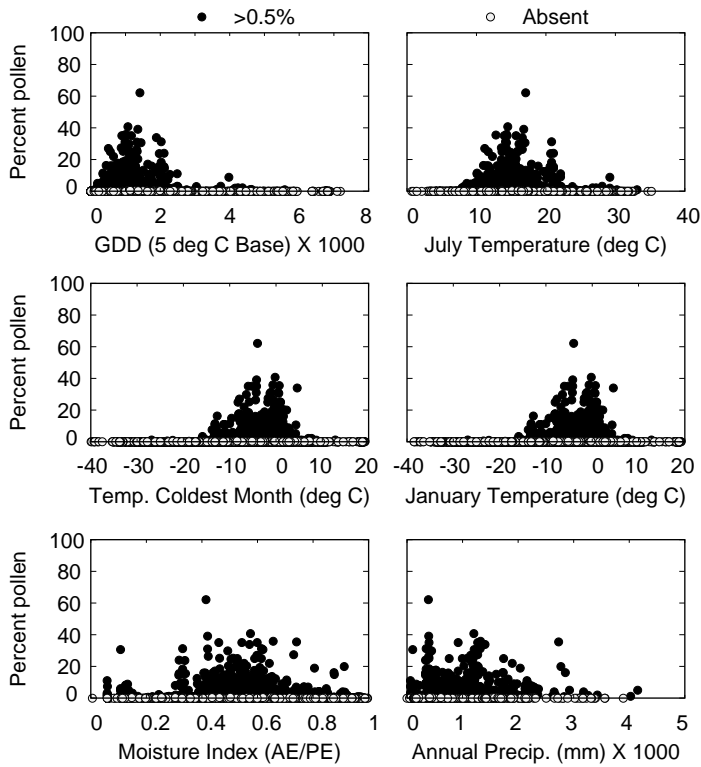 >0.5% Absent
Percent pollen
100
80
60
40
20
0
0 2 4 6 8
GDD (5 deg C Base) X 1000
0 10 20 30 40
July Temperature (deg C)
Percent pollen
100
80
60
40
20
0
-40 -30 -20 -10 0 10 20
Temp. Coldest Month (deg C)
-40 -30 -20 -10 0 10 20
January Temperature (deg C)
Percent pollen
100
80
60
40
20
0
0 0.2 0.4 0.6 0.8 1
Moisture Index (AE/PE)
0 1 2 3 4 5
Annual Precip. (mm) X 1000